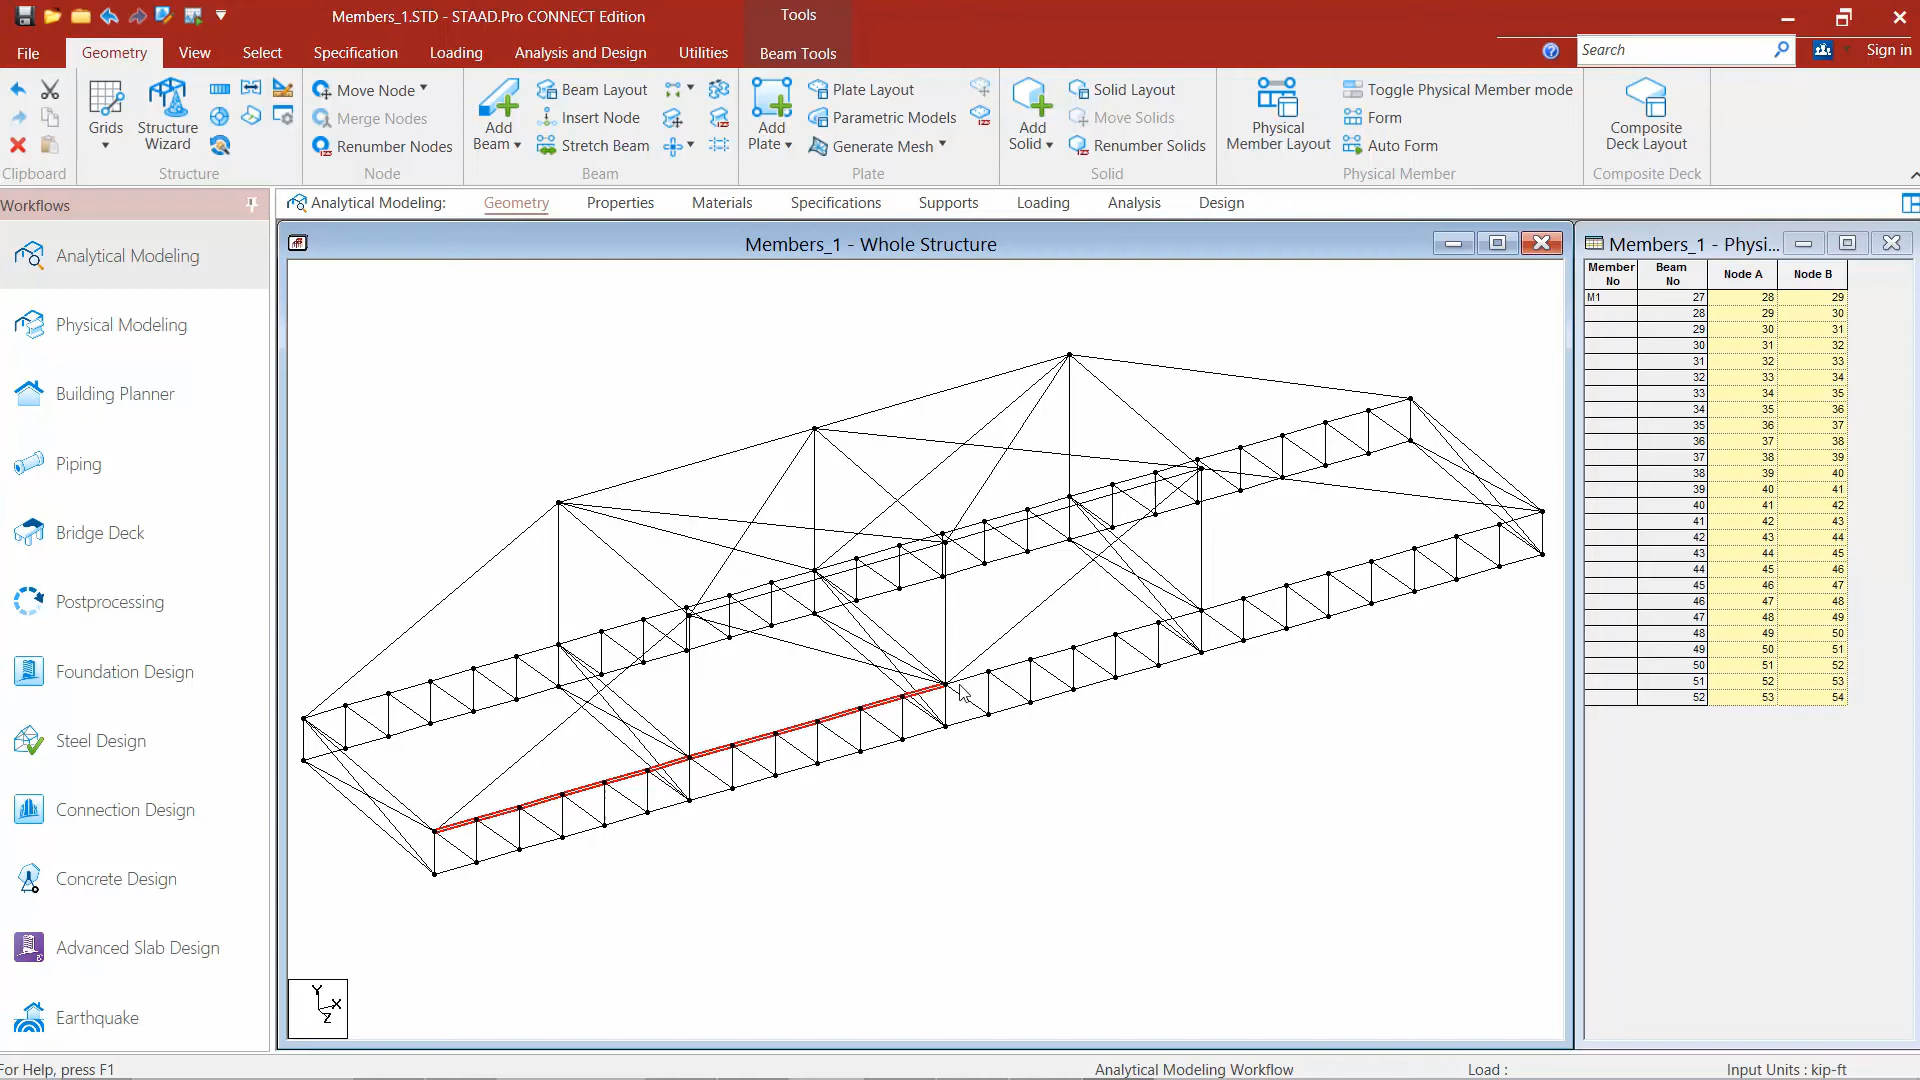 Members_1.STD - STAAD.Pro CONNECT Edition
Tools
File
Geometry
View
Select
Specification
Loading
Analysis and Design
Utilities
Beam Tools
Search
Sign in
Grids
Structure
Wizard
Move Node
Merge Nodes
Renumber Nodes
Add
Beam
Beam Layout
Insert Node
Stretch Beam
Add
Plate
Plate Layout
Parametric Models
Generate Mesh
Add
Solid
Solid Layout
Move Solids
Renumber Solids
Physical
Member Layout
Toggle Physical Member mode
Form
Auto Form
Composite
Deck Layout
Clipboard
Structure
Node
Beam
Plate
Solid
Physical Member
Composite Deck
Workflows
Analytical Modeling
Physical Modeling
Building Planner
Piping
Bridge Deck
Postprocessing
Foundation Design
Steel Design
Connection Design
Concrete Design
Advanced Slab Design
Earthquake
Analytical Modeling:
Geometry
Properties
Materials
Specifications
Supports
Loading
Analysis
Design
Members_1 - Whole Structure
Y
X
Z
Members_1 - Physi...
Member No Beam No Node A Node B
M1 27 28 29
28 29 30
29 30 31
30 31 32
31 32 33
32 33 34
33 34 35
34 35 36
35 36 37
36 37 38
37 38 39
38 39 40
39 40 41
40 41 42
41 42 43
42 43 44
43 44 45
44 45 46
45 46 47
46 47 48
47 48 49
48 49 50
49 50 51
50 51 52
51 52 53
52 53 54
For Help, press F1
Analytical Modeling Workflow
Load :
Input Units : kip-ft